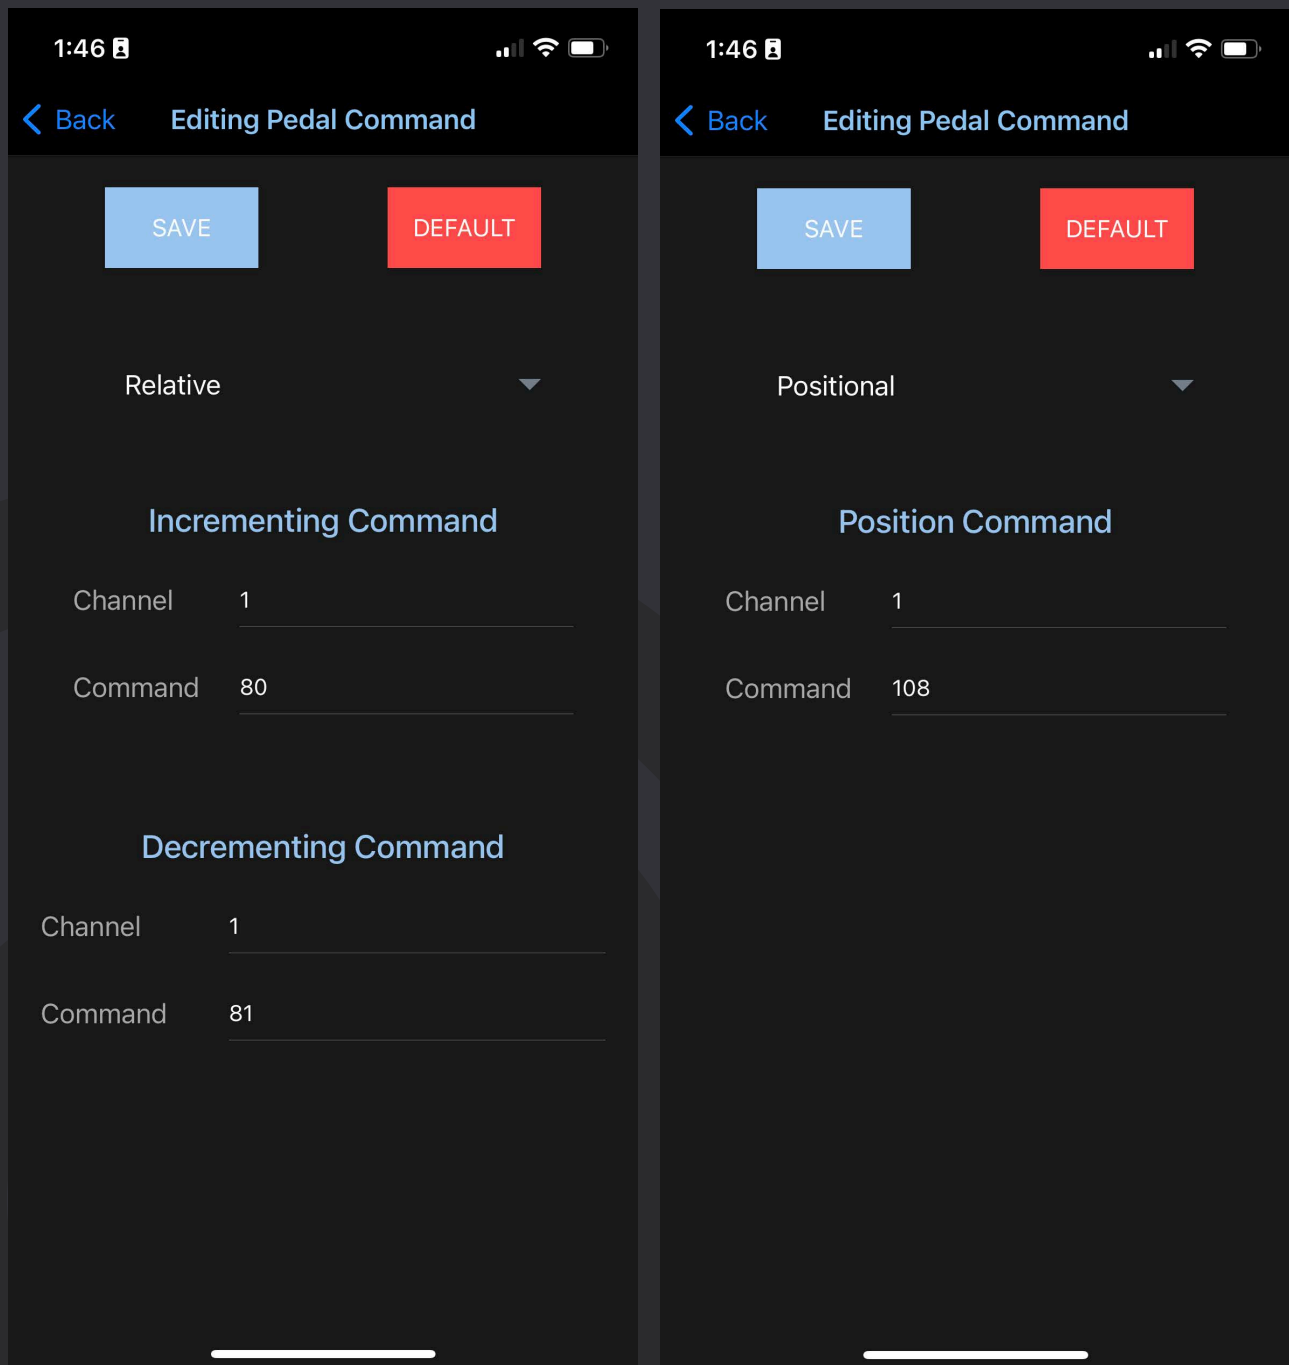 1:46
Back Editing Pedal Command
SAVE DEFAULT
Relative
Incrementing Command
Channel 1
Command 80
Decrementing Command
Channel 1
Command 81
1:46
Back Editing Pedal Command
SAVE DEFAULT
Positional
Position Command
Channel 1
Command 108